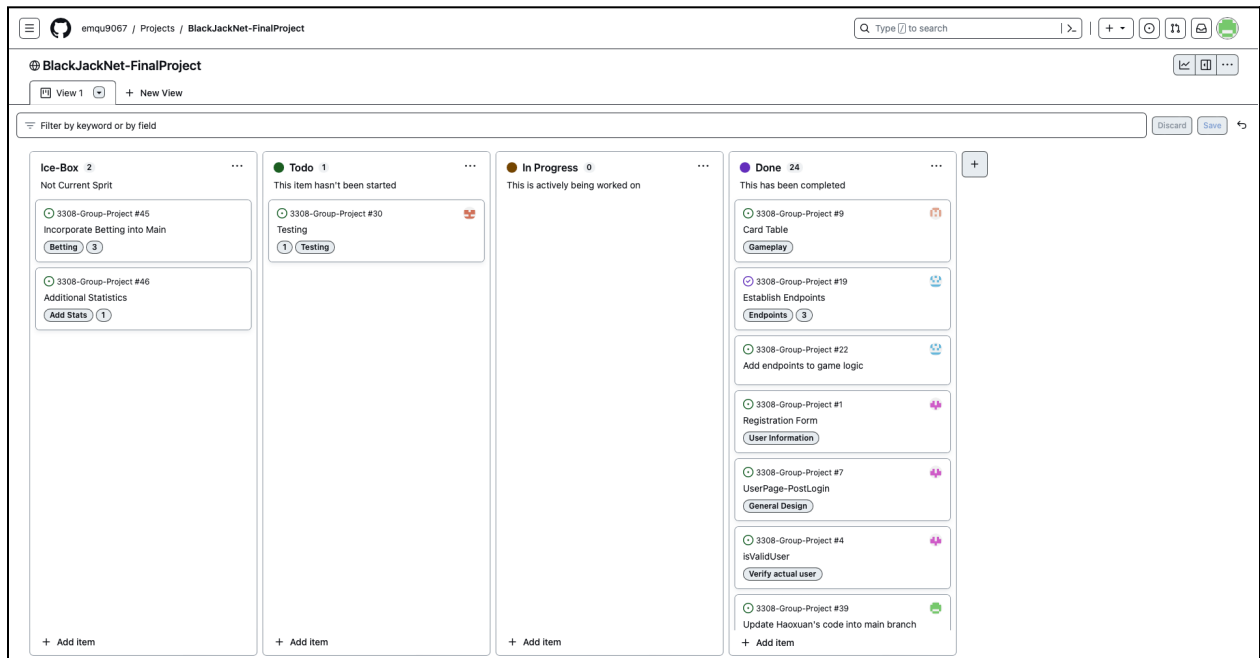 emqu9067 / Projects / BlackJackNet-FinalProject
Type / to search
BlackJackNet-FinalProject
View 1
+ New View
Filter by keyword or by field
Discard
Save
Ice-Box 2
Not Current Sprit
3308-Group-Project #45
Incorporate Betting into Main
Betting 3
3308-Group-Project #46
Additional Statistics
Add Stats 1
+ Add item
Todo 1
This item hasn't been started
3308-Group-Project #30
Testing
1 Testing
+ Add item
In Progress 0
This is actively being worked on
+ Add item
Done 24
This has been completed
3308-Group-Project #9
Card Table
Gameplay
3308-Group-Project #19
Establish Endpoints
Endpoints 3
3308-Group-Project #22
Add endpoints to game logic
3308-Group-Project #1
Registration Form
User Information
3308-Group-Project #7
UserPage-PostLogin
General Design
3308-Group-Project #4
isValidUser
Verify actual user
3308-Group-Project #39
Update Haoxuan's code into main branch
+ Add item